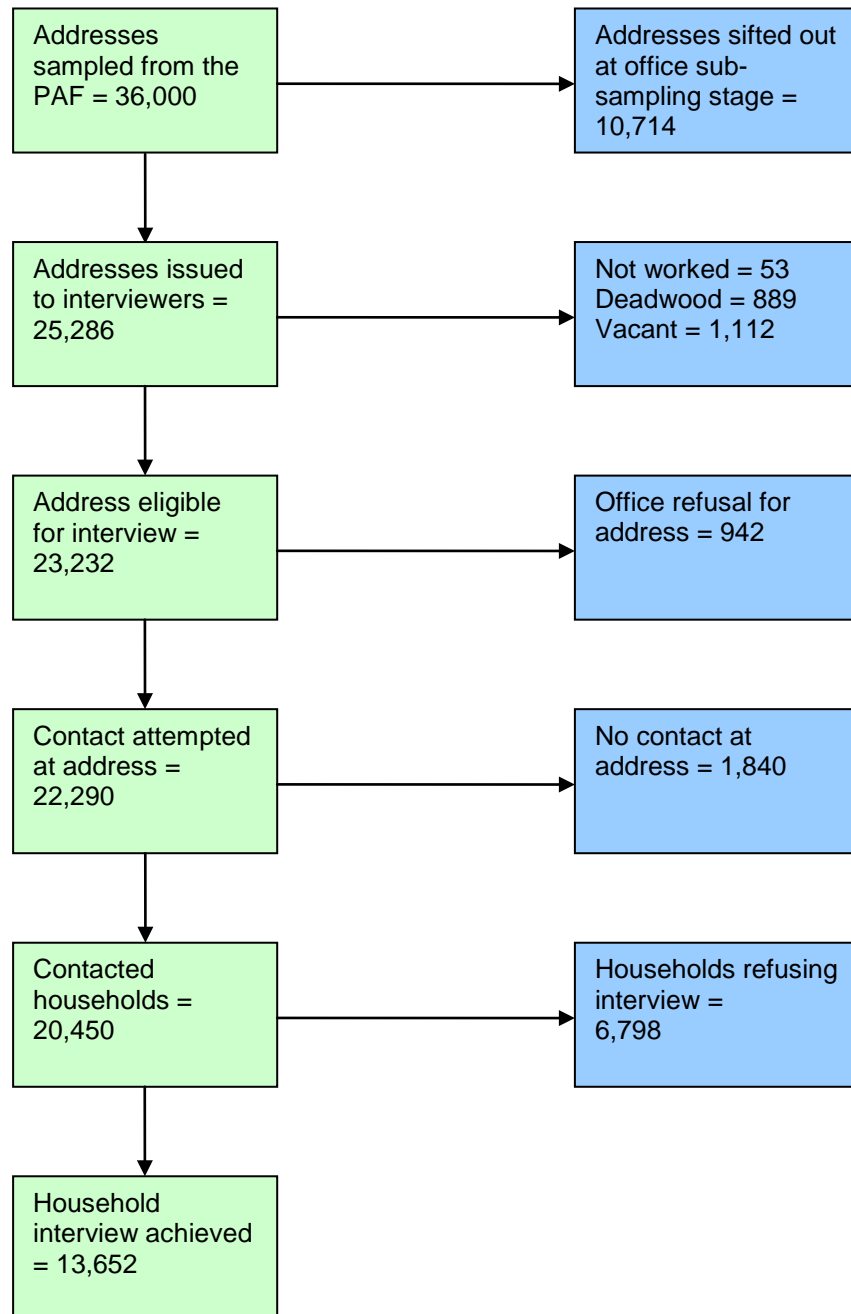 Addresses
sampled from the
PAF = 36,000
Addresses sifted out
at office sub-
sampling stage =
10,714
Addresses issued
to interviewers =
25,286
Not worked = 53
Deadwood = 889
Vacant = 1,112
Address eligible
for interview =
23,232
Office refusal for
address = 942
Contact attempted
at address =
22,290
No contact at
address = 1,840
Contacted
households =
20,450
Households refusing
interview =
6,798
Household
interview achieved
= 13,652